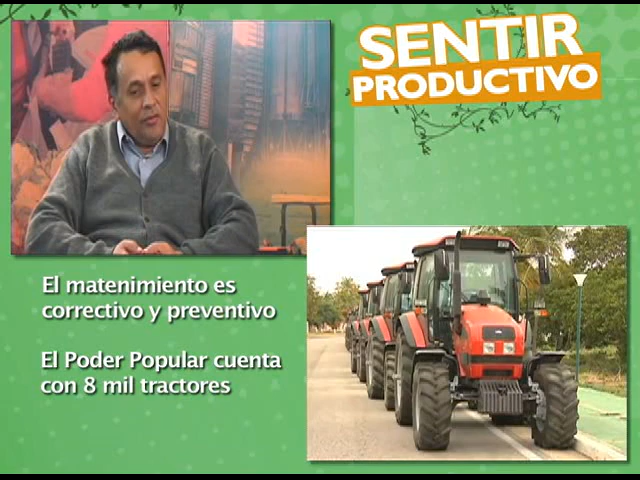 SENTIR
PRODUCTIVO
El matenimiento es
correctivo y preventivo
El Poder Popular cuenta
con 8 mil tractores